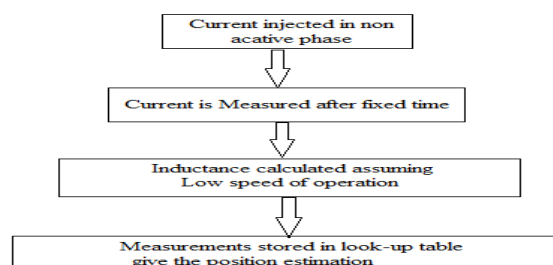 Current injected in non
acative phase
Current is Measured after fixed time
Inductance calculated assuming
Low speed of operation
Measurements stored in look-up table
give the position estimation